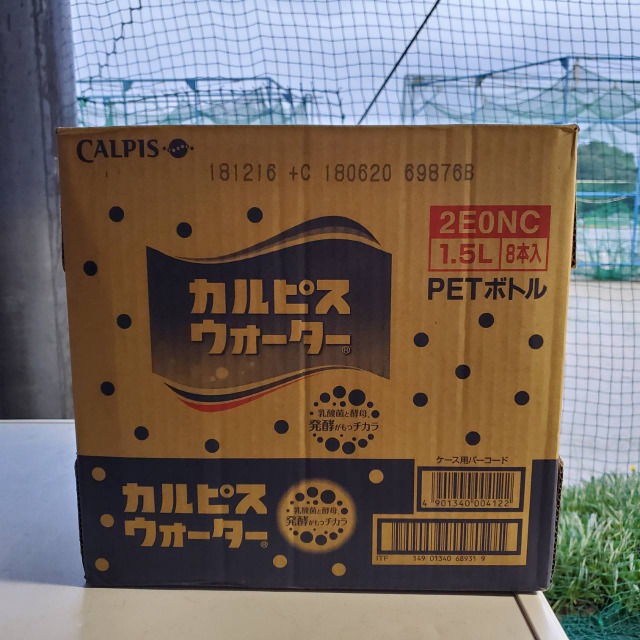 CALPIS
181216 +C 180620 69876B
2E0NC
1.5L 8本入
PETボトル
カルピス
ウォーター®
乳酸菌と酵母、
発酵がもつチカラ
ケース用バーコード
4 901340 004122
カルピス
ウォーター®
乳酸菌と酵母、
発酵がもつチカラ
ITF 149 01340 68931 9